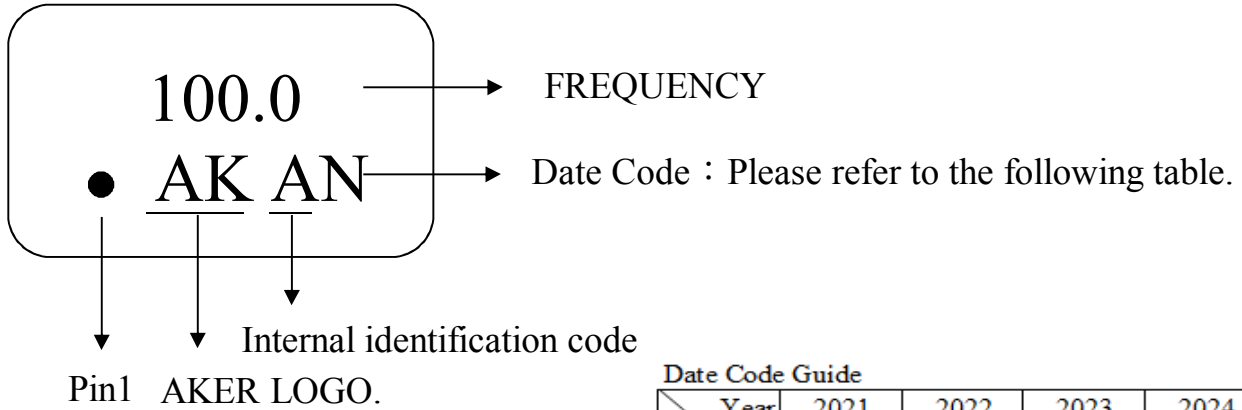 100.0
FREQUENCY
● AK AN
Date Code：Please refer to the following table.
Internal identification code
Pin1 AKER LOGO.
Date Code Guide
Year 2021 2022 2023 2024